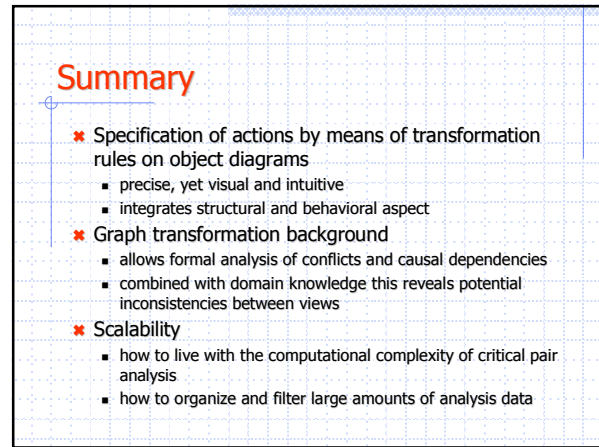 Summary
Specification of actions by means of transformation
rules on object diagrams
precise, yet visual and intuitive
integrates structural and behavioral aspect
Graph transformation background
allows formal analysis of conflicts and causal dependencies
combined with domain knowledge this reveals potential
inconsistencies between views
Scalability
how to live with the computational complexity of critical pair
analysis
how to organize and filter large amounts of analysis data